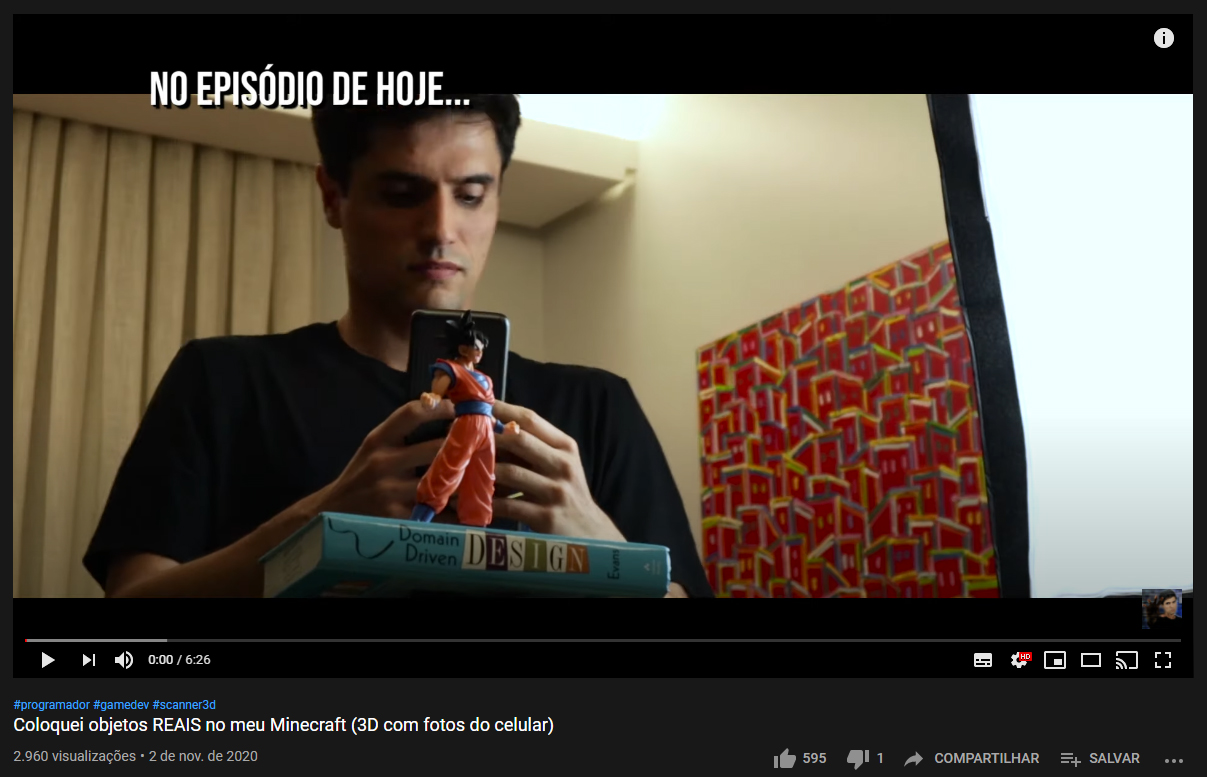 NO EPISÓDIO DE HOJE...
Domain
Driven DESIGN Evans
0:00 / 6:26
HD
#programador #gamedev #scanner3d
Coloquei objetos REAIS no meu Minecraft (3D com fotos do celular)
2.960 visualizações • 2 de nov. de 2020
595 1 COMPARTILHAR SALVAR